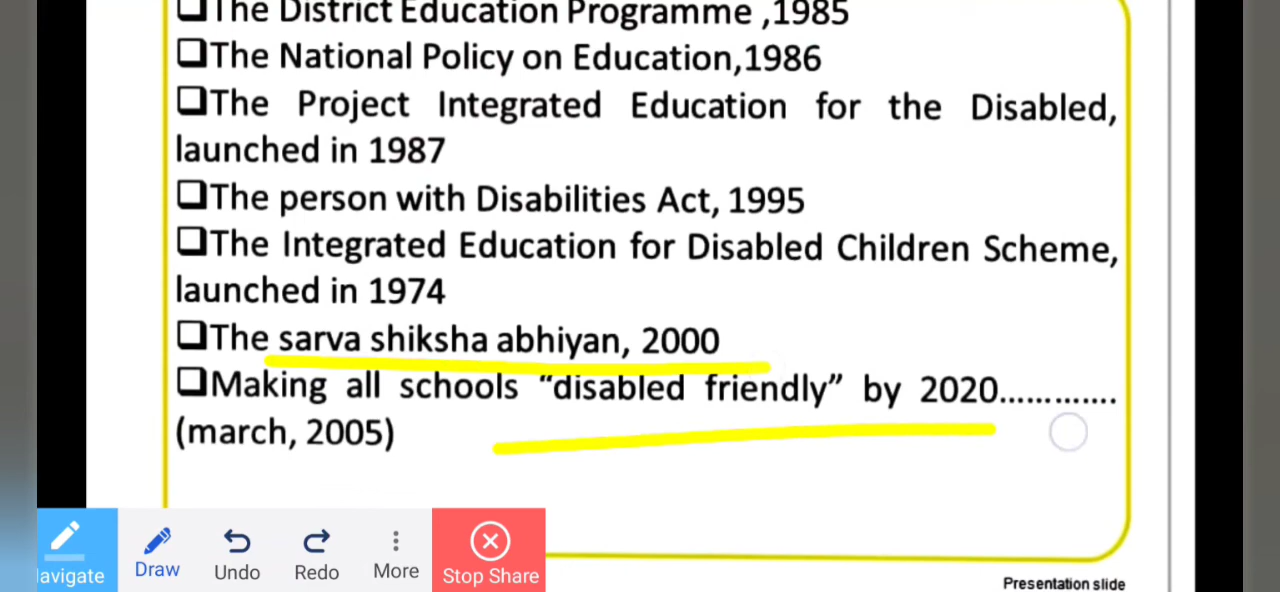 The District Education Programme ,1985
The National Policy on Education,1986
The Project Integrated Education for the Disabled,
launched in 1987
The person with Disabilities Act, 1995
The Integrated Education for Disabled Children Scheme,
launched in 1974
The sarva shiksha abhiyan, 2000
Making all schools “disabled friendly” by 2020............
(march, 2005)
avigate Draw Undo Redo More Stop Share
Presentation slide